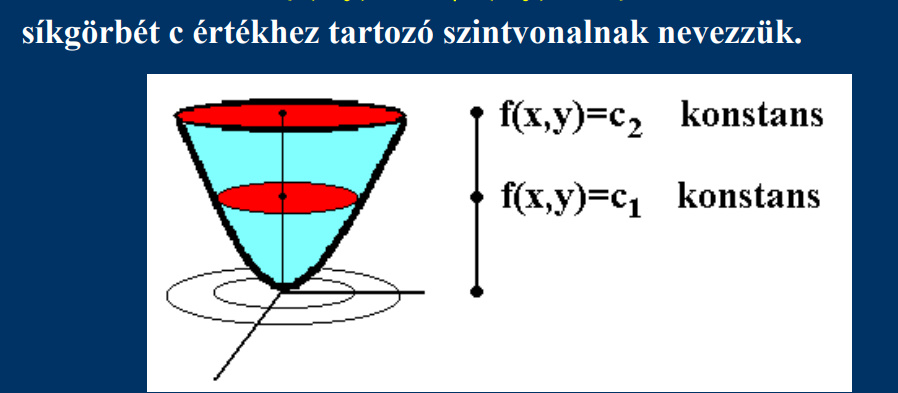 síkgörbét c értékhez tartozó szintvonalnak nevezzük.
f(x,y)=c₂ konstans
f(x,y)=c₁ konstans